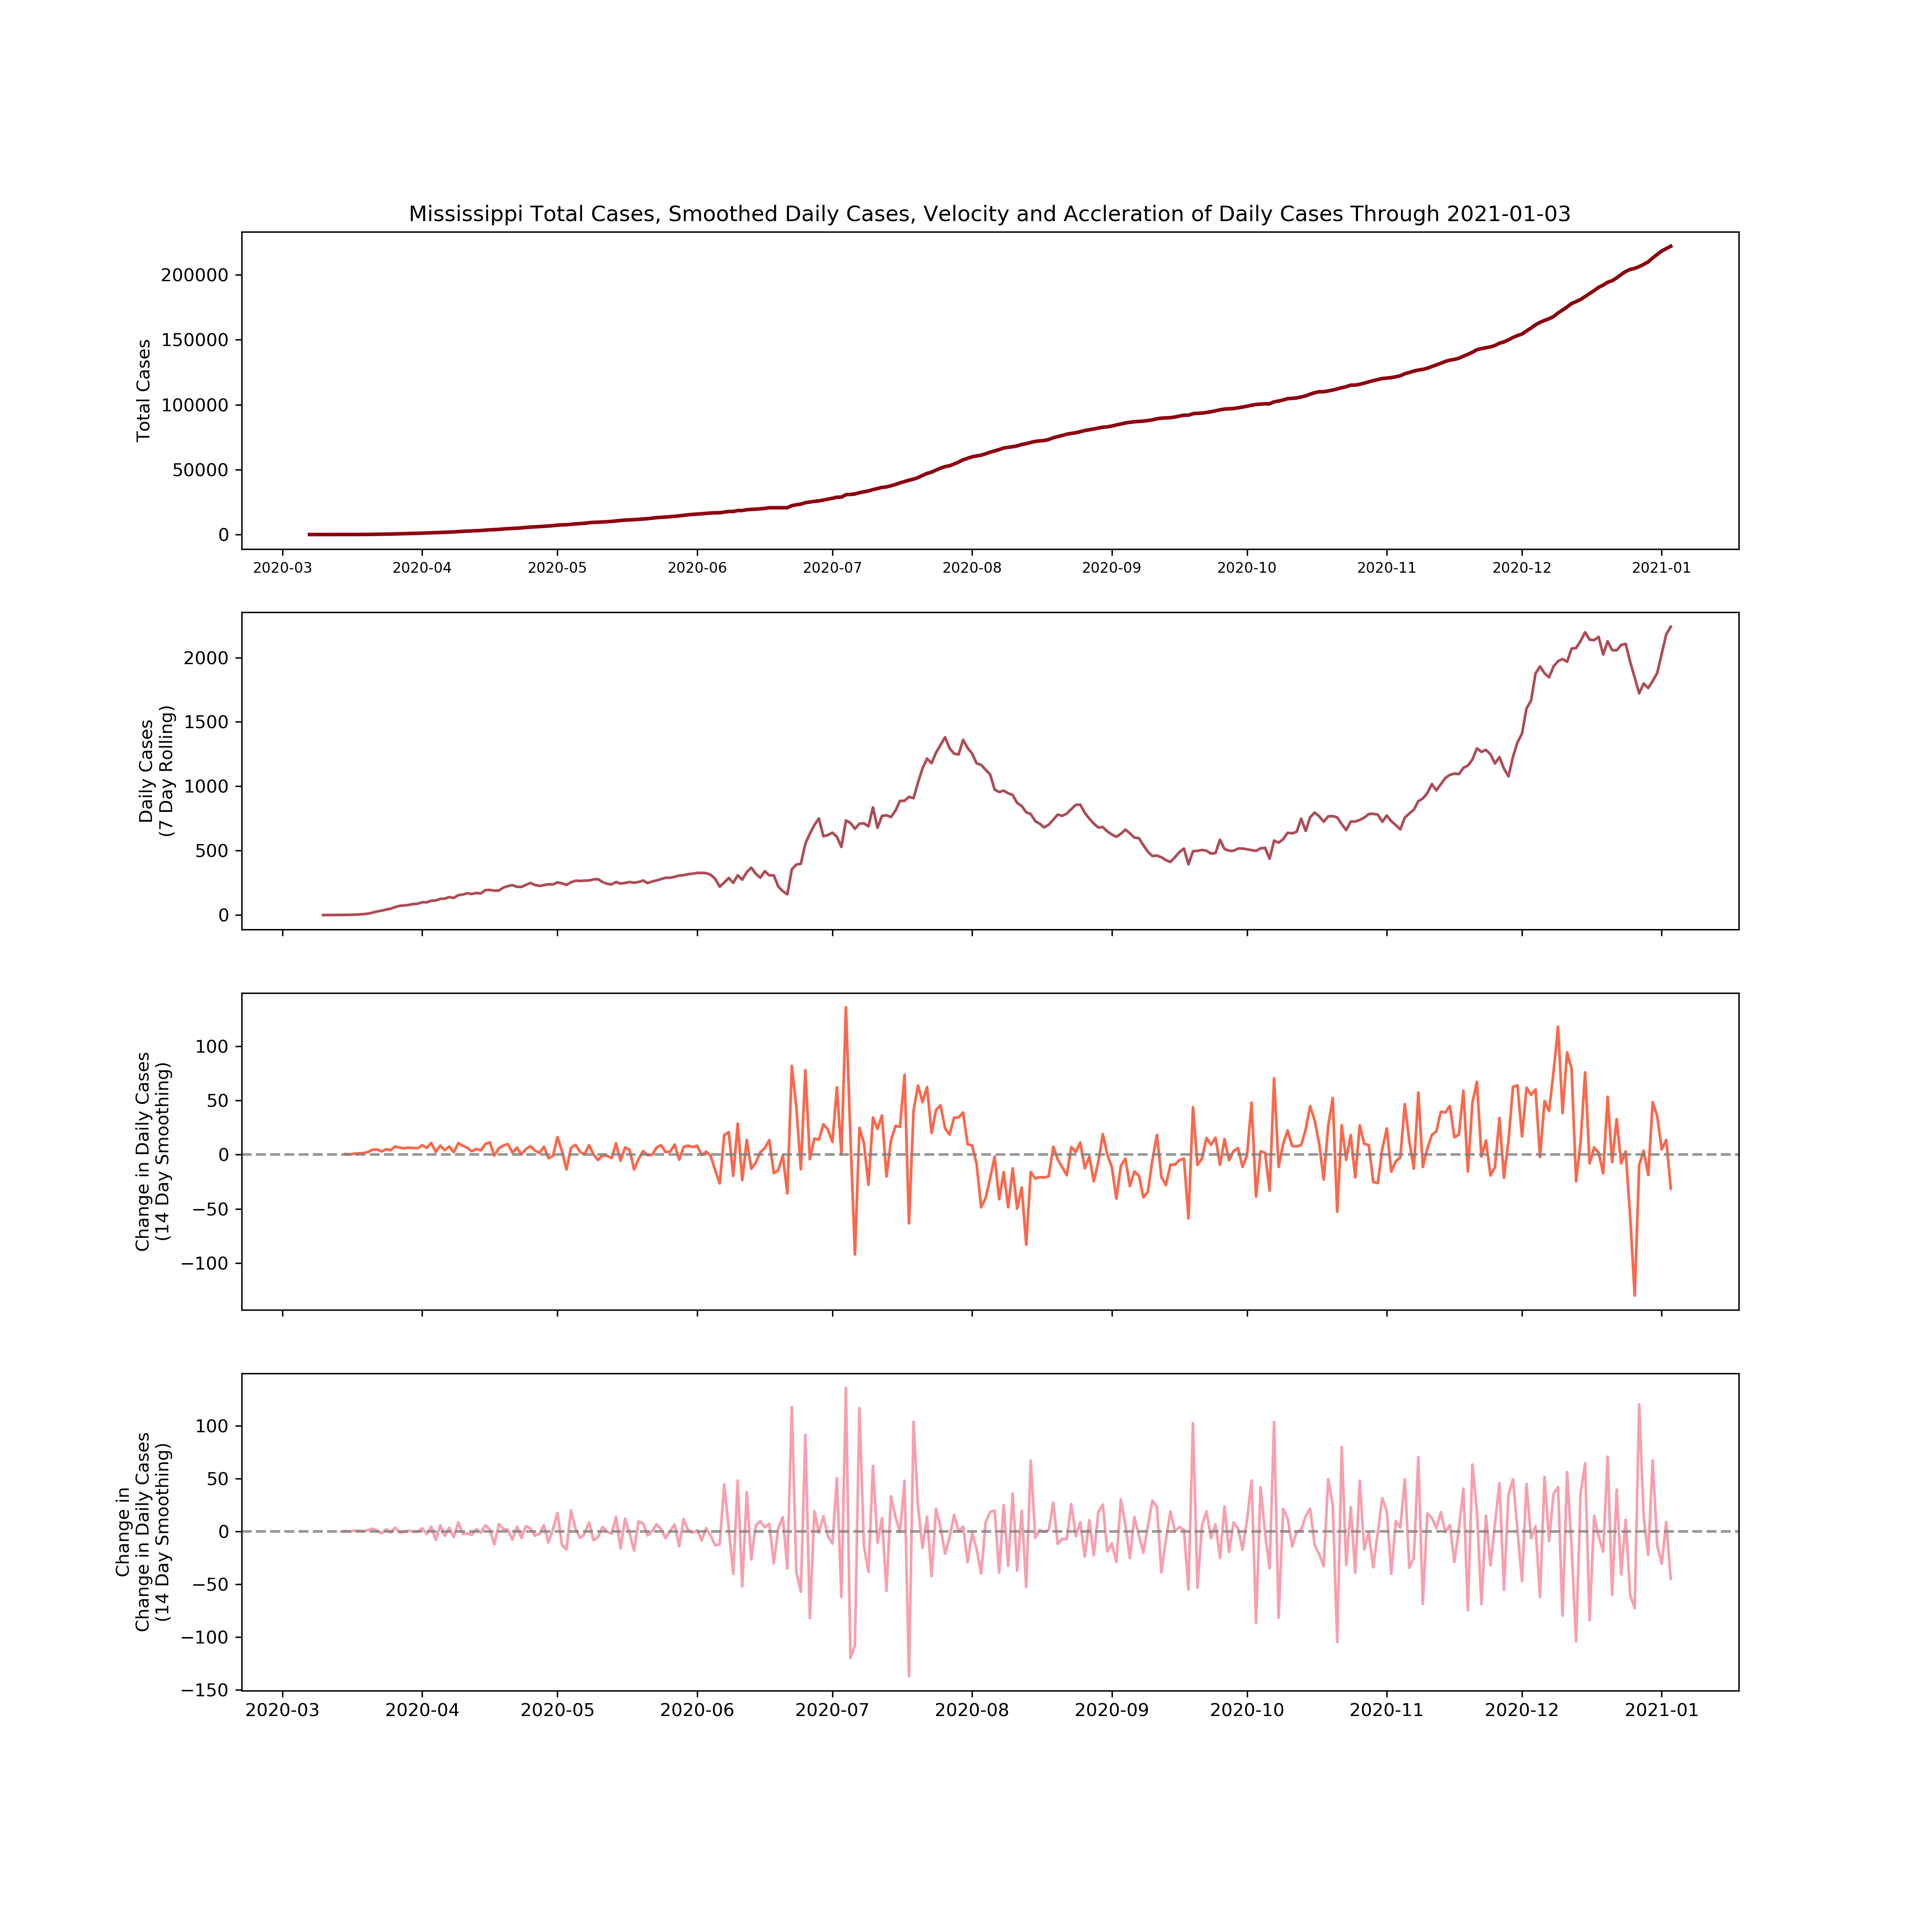 Mississippi Total Cases, Smoothed Daily Cases, Velocity and Accleration of Daily Cases Through 2021-01-03
Total Cases
200000
150000
100000
50000
0
2020-03 2020-04 2020-05 2020-06 2020-07 2020-08 2020-09 2020-10 2020-11 2020-12 2021-01
Daily Cases
(7 Day Rolling)
2000
1500
1000
500
0
Change in Daily Cases
(14 Day Smoothing)
100
50
0
−50
−100
Change in
Change in Daily Cases
(14 Day Smoothing)
100
50
0
−50
−100
−150
2020-03 2020-04 2020-05 2020-06 2020-07 2020-08 2020-09 2020-10 2020-11 2020-12 2021-01